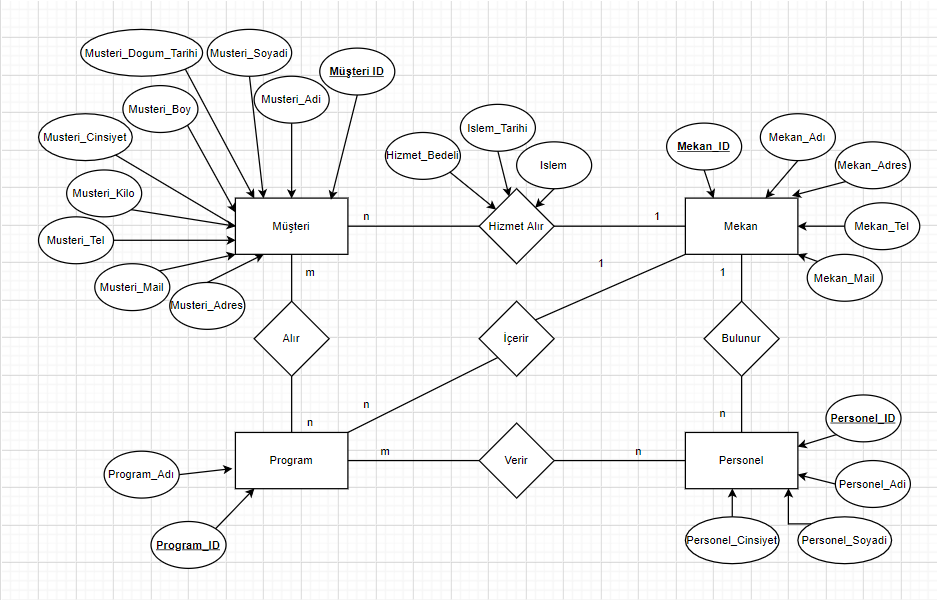 Musteri_Dogum_Tarihi
Musteri_Soyadi
Müşteri ID
Musteri_Adi
Musteri_Boy
Musteri_Cinsiyet
Musteri_Kilo
Musteri_Tel
Musteri_Mail
Musteri_Adres
Müşteri
n
Hizmet_Bedeli
Islem_Tarihi
Islem
Hizmet Alır
1
Mekan_ID
Mekan_Adı
Mekan_Adres
Mekan_Tel
Mekan_Mail
Mekan
m
Alır
n
1
İçerir
n
1
Bulunur
n
Program_Adı
Program_ID
Program
m
Verir
n
Personel
Personel_ID
Personel_Adi
Personel_Cinsiyet
Personel_Soyadi